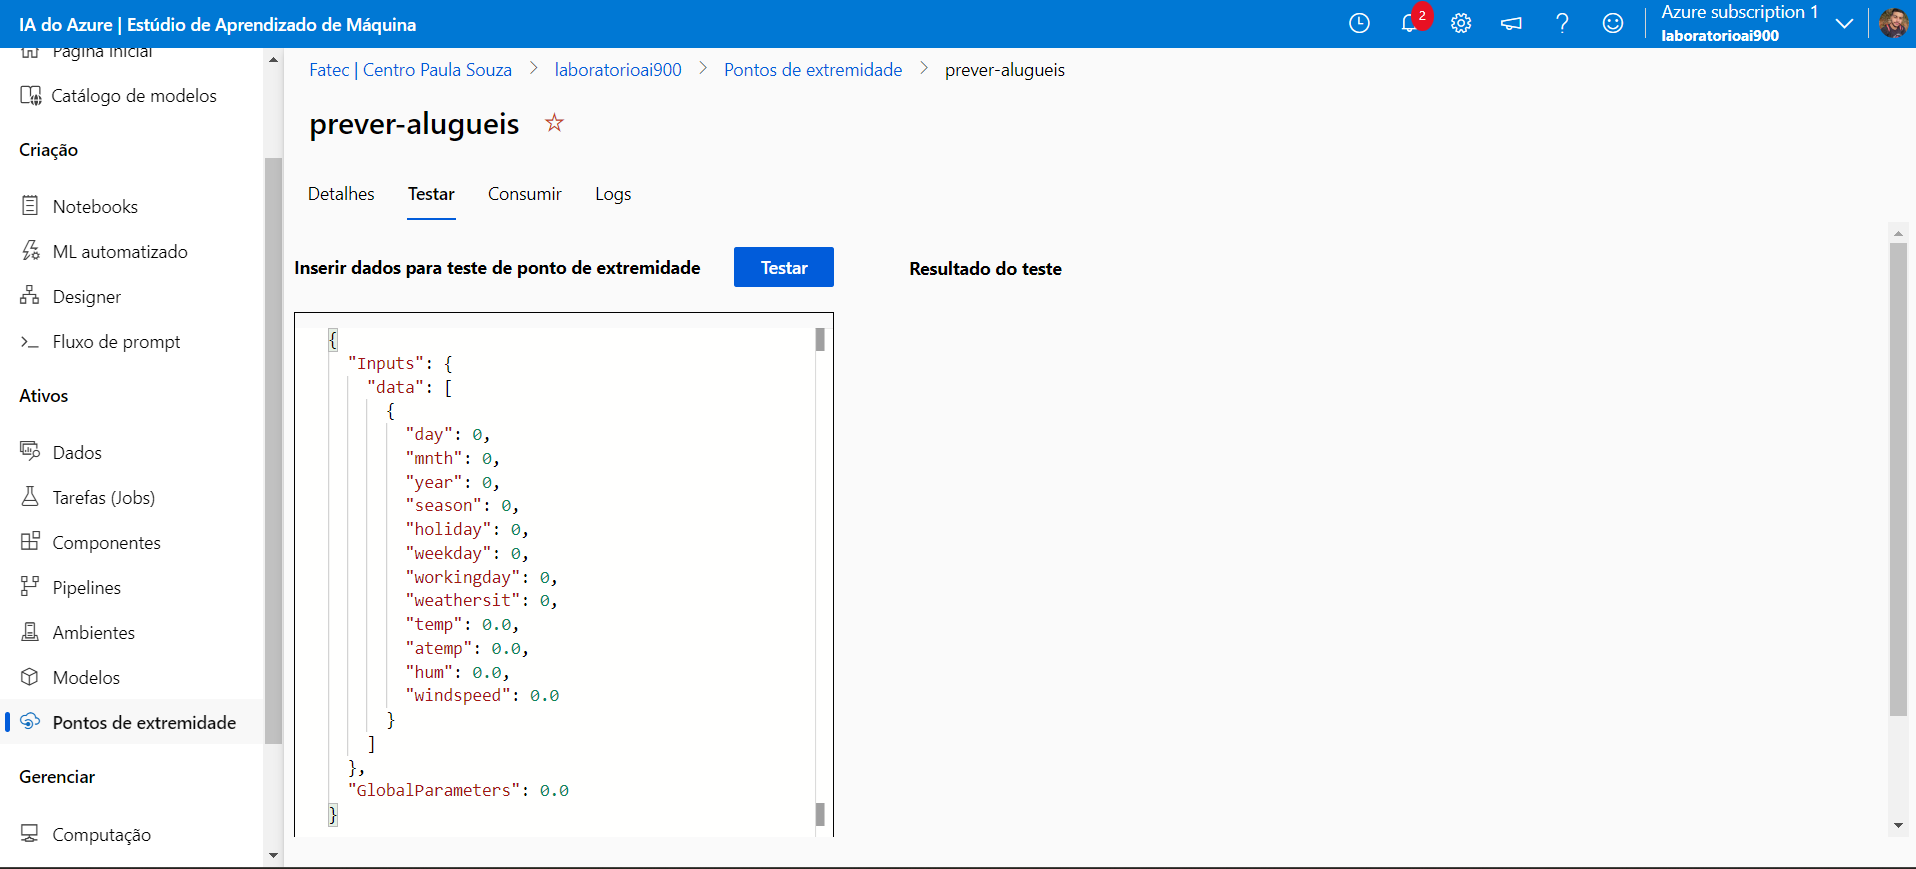 IA do Azure | Estúdio de Aprendizado de Máquina
2
Azure subscription 1
laboratorioai900
Página inicial
Catálogo de modelos
Criação
Notebooks
ML automatizado
Designer
Fluxo de prompt
Ativos
Dados
Tarefas (Jobs)
Componentes
Pipelines
Ambientes
Modelos
Pontos de extremidade
Gerenciar
Computação
Fatec | Centro Paula Souza > laboratorioai900 > Pontos de extremidade > prever-alugueis
prever-alugueis
Detalhes Testar Consumir Logs
Inserir dados para teste de ponto de extremidade
Testar
{
"Inputs": {
"data": [
{
"day": 0,
"mnth": 0,
"year": 0,
"season": 0,
"holiday": 0,
"weekday": 0,
"workingday": 0,
"weathersit": 0,
"temp": 0.0,
"atemp": 0.0,
"hum": 0.0,
"windspeed": 0.0
}
]
},
"GlobalParameters": 0.0
}
Resultado do teste